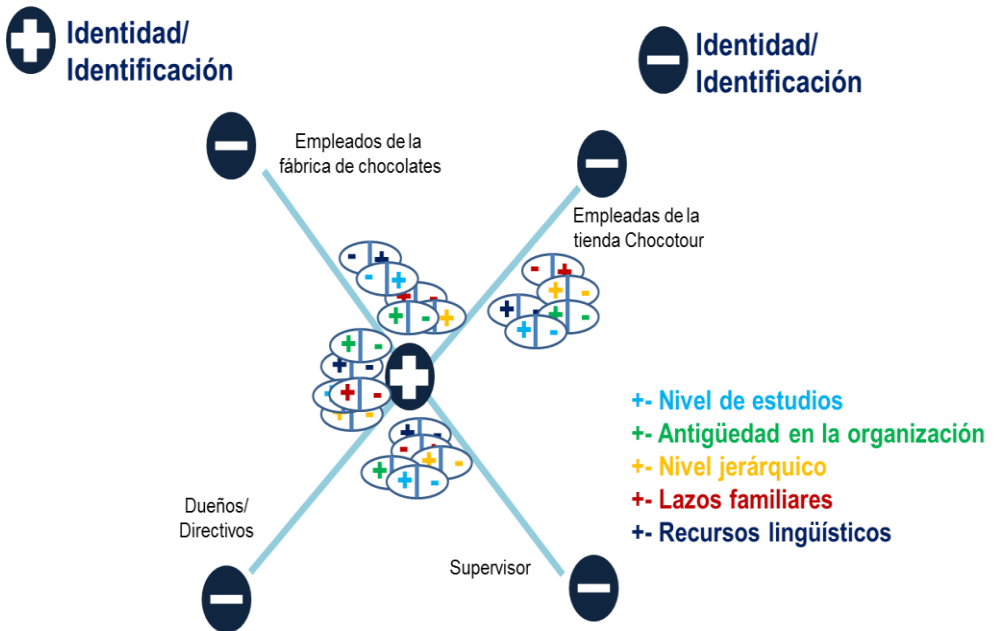 Identidad/
Identificación
Identidad/
Identificación
Empleados de la
fábrica de chocolates
Empleadas de la
tienda Chocotour
+- Nivel de estudios
+- Antigüedad en la organización
+- Nivel jerárquico
+- Lazos familiares
+- Recursos lingüísticos
Dueños/
Directivos
Supervisor